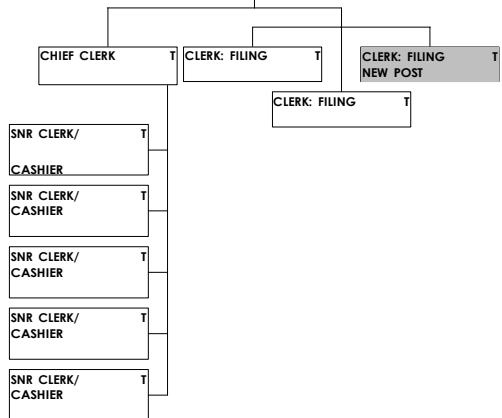 CHIEF CLERK T
CLERK: FILING T
CLERK: FILING T
NEW POST
CLERK: FILING T
SNR CLERK/ T
CASHIER
SNR CLERK/ T
CASHIER
SNR CLERK/ T
CASHIER
SNR CLERK/ T
CASHIER
SNR CLERK/ T
CASHIER